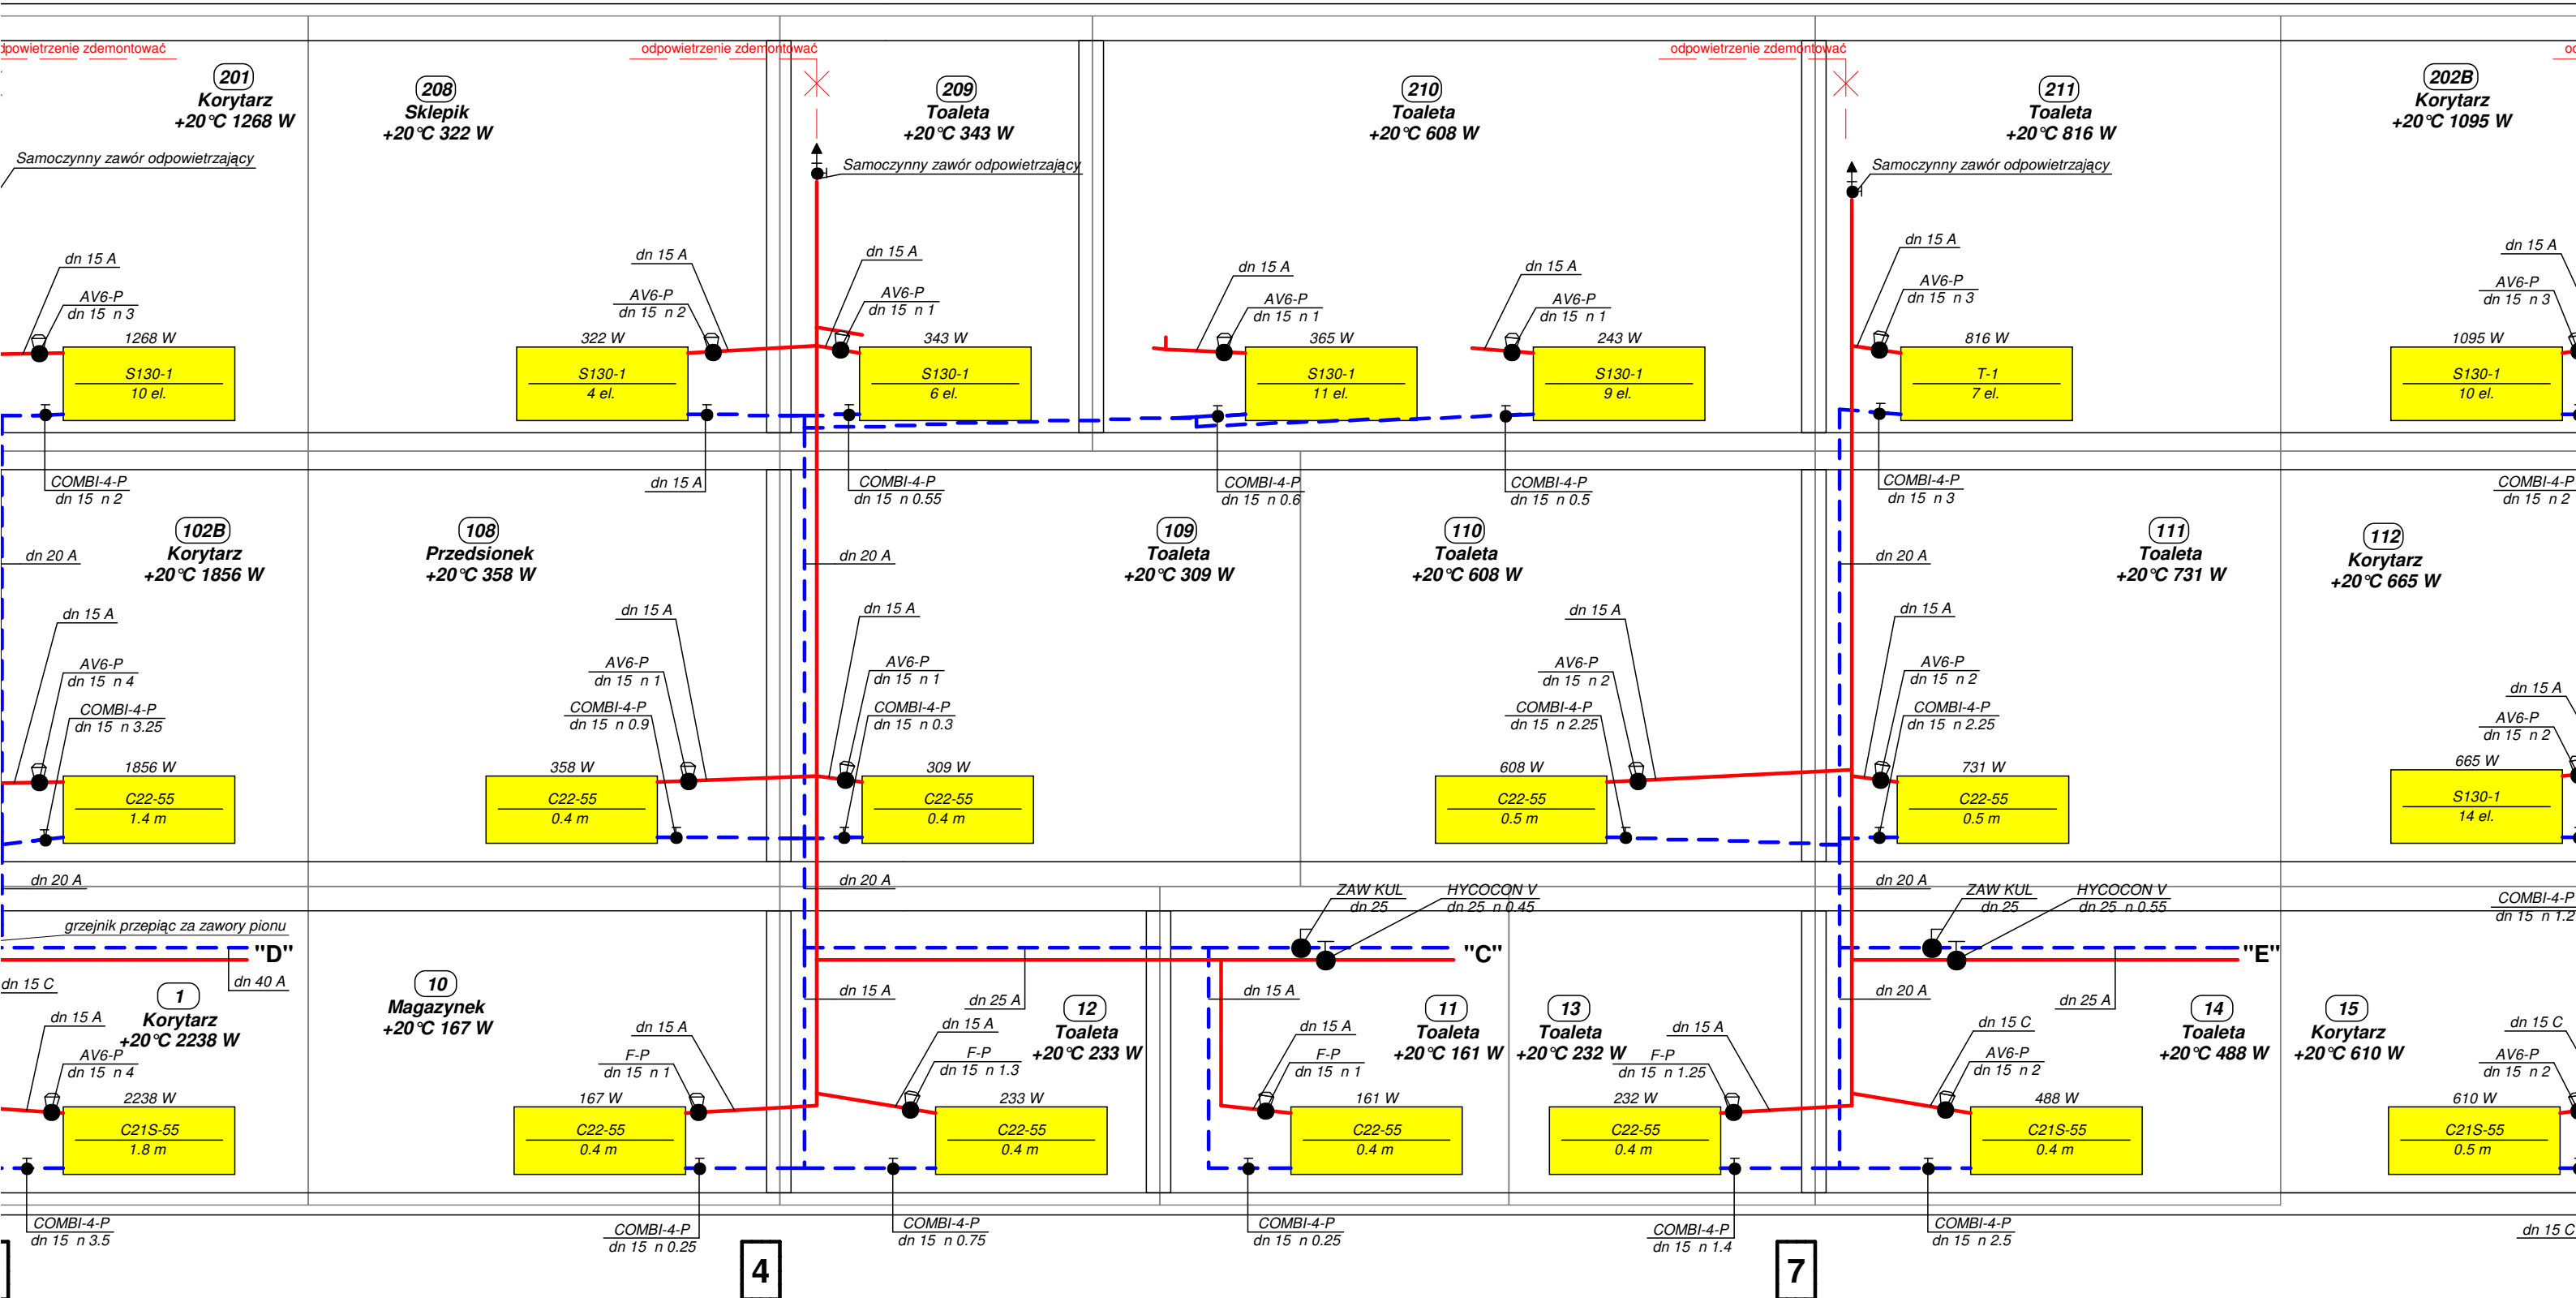 odpowietrzenie zdemontować
odpowietrzenie zdemontować
201
Korytarz
+20°C 1268 W
208
Sklepik
+20°C 322 W
209
Toaleta
+20°C 343 W
210
Toaleta
+20°C 608 W
211
Toaleta
+20°C 816 W
202B
Korytarz
+20°C 1095 W
Samoczynny zawór odpowietrzający
Samoczynny zawór odpowietrzający
Samoczynny zawór odpowietrzający
dn 15 A
AV6-P
dn 15 n 3
1268 W
S130-1
10 el.
COMBI-4-P
dn 15 n 2
dn 15 A
AV6-P
dn 15 n 2
322 W
S130-1
4 el.
dn 15 A
dn 15 A
AV6-P
dn 15 n 1
343 W
S130-1
6 el.
COMBI-4-P
dn 15 n 0.55
dn 15 A
AV6-P
dn 15 n 1
365 W
S130-1
11 el.
COMBI-4-P
dn 15 n 0.6
dn 15 A
AV6-P
dn 15 n 1
243 W
S130-1
9 el.
COMBI-4-P
dn 15 n 0.5
dn 15 A
AV6-P
dn 15 n 3
816 W
T-1
7 el.
COMBI-4-P
dn 15 n 3
dn 15 A
AV6-P
dn 15 n 3
1095 W
S130-1
10 el.
COMBI-4-P
dn 15 n 2
102B
Korytarz
+20°C 1856 W
108
Przedsionek
+20°C 358 W
109
Toaleta
+20°C 309 W
110
Toaleta
+20°C 608 W
111
Toaleta
+20°C 731 W
112
Korytarz
+20°C 665 W
dn 20 A
dn 20 A
dn 20 A
dn 15 A
AV6-P
dn 15 n 4
COMBI-4-P
dn 15 n 3.25
1856 W
C22-55
1.4 m
dn 15 A
AV6-P
dn 15 n 1
COMBI-4-P
dn 15 n 0.9
358 W
C22-55
0.4 m
dn 15 A
AV6-P
dn 15 n 1
COMBI-4-P
dn 15 n 0.3
309 W
C22-55
0.4 m
dn 15 A
AV6-P
dn 15 n 2
COMBI-4-P
dn 15 n 2.25
608 W
C22-55
0.5 m
dn 15 A
AV6-P
dn 15 n 2
COMBI-4-P
dn 15 n 2.25
731 W
C22-55
0.5 m
dn 15 A
AV6-P
dn 15 n 2
665 W
S130-1
14 el.
dn 20 A
dn 20 A
dn 20 A
ZAW KUL
dn 25
HYCOCON V
dn 25 n 0.45
ZAW KUL
dn 25
HYCOCON V
dn 25 n 0.55
COMBI-4-P
dn 15 n 1.2
grzejnik przepiąc za zawory pionu
"D"
"C"
"E"
dn 15 C
dn 40 A
dn 15 A
dn 25 A
dn 15 A
dn 20 A
dn 25 A
1
Korytarz
+20°C 2238 W
10
Magazynek
+20°C 167 W
12
Toaleta
+20°C 233 W
11
Toaleta
+20°C 161 W
13
Toaleta
+20°C 232 W
14
Toaleta
+20°C 488 W
15
Korytarz
+20°C 610 W
dn 15 A
AV6-P
dn 15 n 4
2238 W
C21S-55
1.8 m
COMBI-4-P
dn 15 n 3.5
dn 15 A
F-P
dn 15 n 1
167 W
C22-55
0.4 m
COMBI-4-P
dn 15 n 0.25
dn 15 A
F-P
dn 15 n 1.3
233 W
C22-55
0.4 m
COMBI-4-P
dn 15 n 0.75
dn 15 A
F-P
dn 15 n 1
161 W
C22-55
0.4 m
COMBI-4-P
dn 15 n 0.25
dn 15 A
F-P
dn 15 n 1.25
232 W
C22-55
0.4 m
COMBI-4-P
dn 15 n 1.4
dn 15 C
AV6-P
dn 15 n 2
488 W
C21S-55
0.4 m
COMBI-4-P
dn 15 n 2.5
dn 15 C
AV6-P
dn 15 n 2
610 W
C21S-55
0.5 m
dn 15 C
4
7